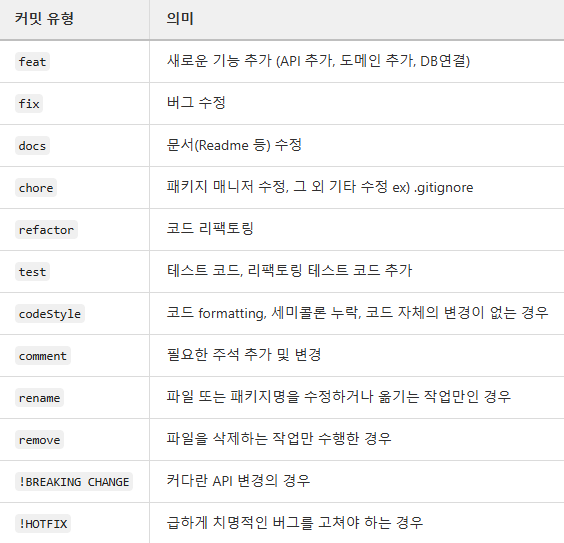 커밋 유형 의미
feat 새로운 기능 추가 (API 추가, 도메인 추가, DB연결)
fix 버그 수정
docs 문서(Readme 등) 수정
chore 패키지 매니저 수정, 그 외 기타 수정 ex) .gitignore
refactor 코드 리팩토링
test 테스트 코드, 리팩토링 테스트 코드 추가
codeStyle 코드 formatting, 세미콜론 누락, 코드 자체의 변경이 없는 경우
comment 필요한 주석 추가 및 변경
rename 파일 또는 패키지명을 수정하거나 옮기는 작업만인 경우
remove 파일을 삭제하는 작업만 수행한 경우
!BREAKING CHANGE 커다란 API 변경의 경우
!HOTFIX 급하게 치명적인 버그를 고쳐야 하는 경우